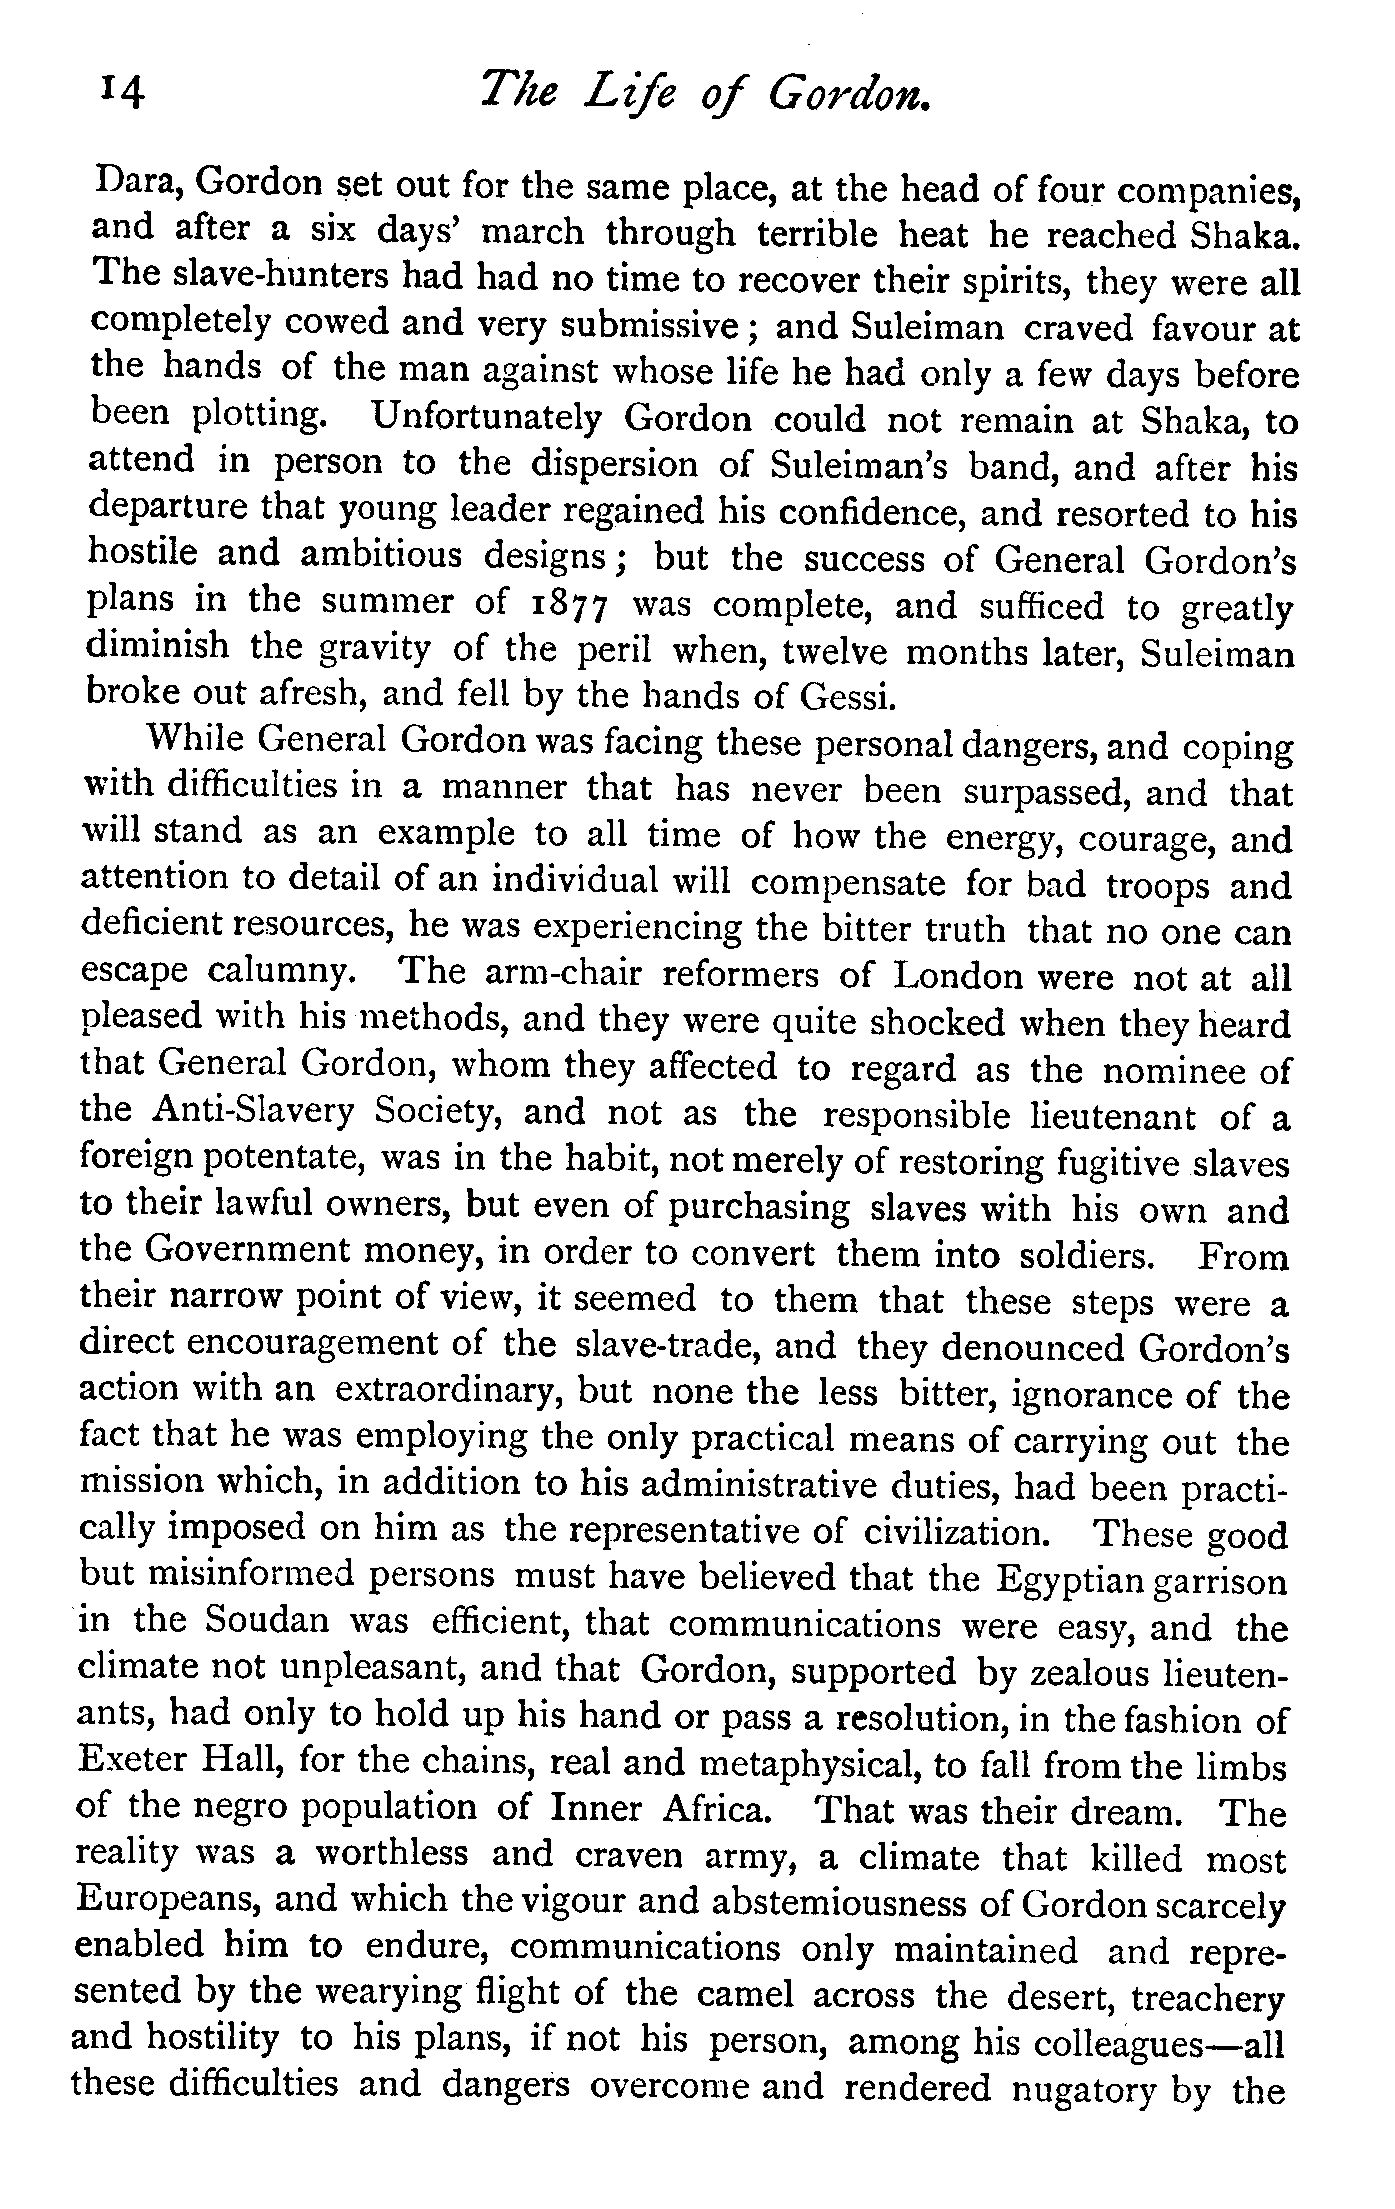 14 The Life of Gordon.
Dara, Gordon set out for the same place, at the head of four companies,
and after a six days' march through terrible heat he reached Shaka.
The slave-hunters had had no time to recover their spirits, they were all
completely cowed and very submissive ; and Suleiman craved favour at
the hands of the man against whose life he had only a few days before
been plotting. Unfortunately Gordon could not remain at Shaka, to
attend in person to the dispersion of Suleiman's band, and after his
departure that young leader regained his confidence, and resorted to his
hostile and ambitious designs ; but the success of General Gordon's
plans in the summer of 1877 was complete, and sufficed to greatly
diminish the gravity of the peril when, twelve months later, Suleiman
broke out afresh, and fell by the hands of Gessi.
While General Gordon was facing these personal dangers, and coping
with difficulties in a manner that has never been surpassed, and that
will stand as an example to all time of how the energy, courage, and
attention to detail of an individual will compensate for bad troops and
deficient resources, he was experiencing the bitter truth that no one can
escape calumny. The arm-chair reformers of London were not at all
pleased with his methods, and they were quite shocked when they heard
that General Gordon, whom they affected to regard as the nominee of
the Anti-Slavery Society, and not as the responsible lieutenant of a
foreign potentate, was in the habit, not merely of restoring fugitive slaves
to their lawful owners, but even of purchasing slaves with his own and
the Government money, in order to convert them into soldiers. From
their narrow point of view, it seemed to them that these steps were a
direct encouragement of the slave-trade, and they denounced Gordon's
action with an extraordinary, but none the less bitter, ignorance of the
fact that he was employing the only practical means of carrying out the
mission which, in addition to his administrative duties, had been practi-
cally imposed on him as the representative of civilization. These good
but misinformed persons must have believed that the Egyptian garrison
in the Soudan was efficient, that communications were easy, and the
climate not unpleasant, and that Gordon, supported by zealous lieuten-
ants, had only to hold up his hand or pass a resolution, in the fashion of
Exeter Hall, for the chains, real and metaphysical, to fall from the limbs
of the negro population of Inner Africa. That was their dream. The
reality was a worthless and craven army, a climate that killed most
Europeans, and which the vigour and abstemiousness of Gordon scarcely
enabled him to endure, communications only maintained and repre-
sented by the wearying flight of the camel across the desert, treachery
and hostility to his plans, if not his person, among his colleagues—all
these difficulties and dangers overcome and rendered nugatory by the